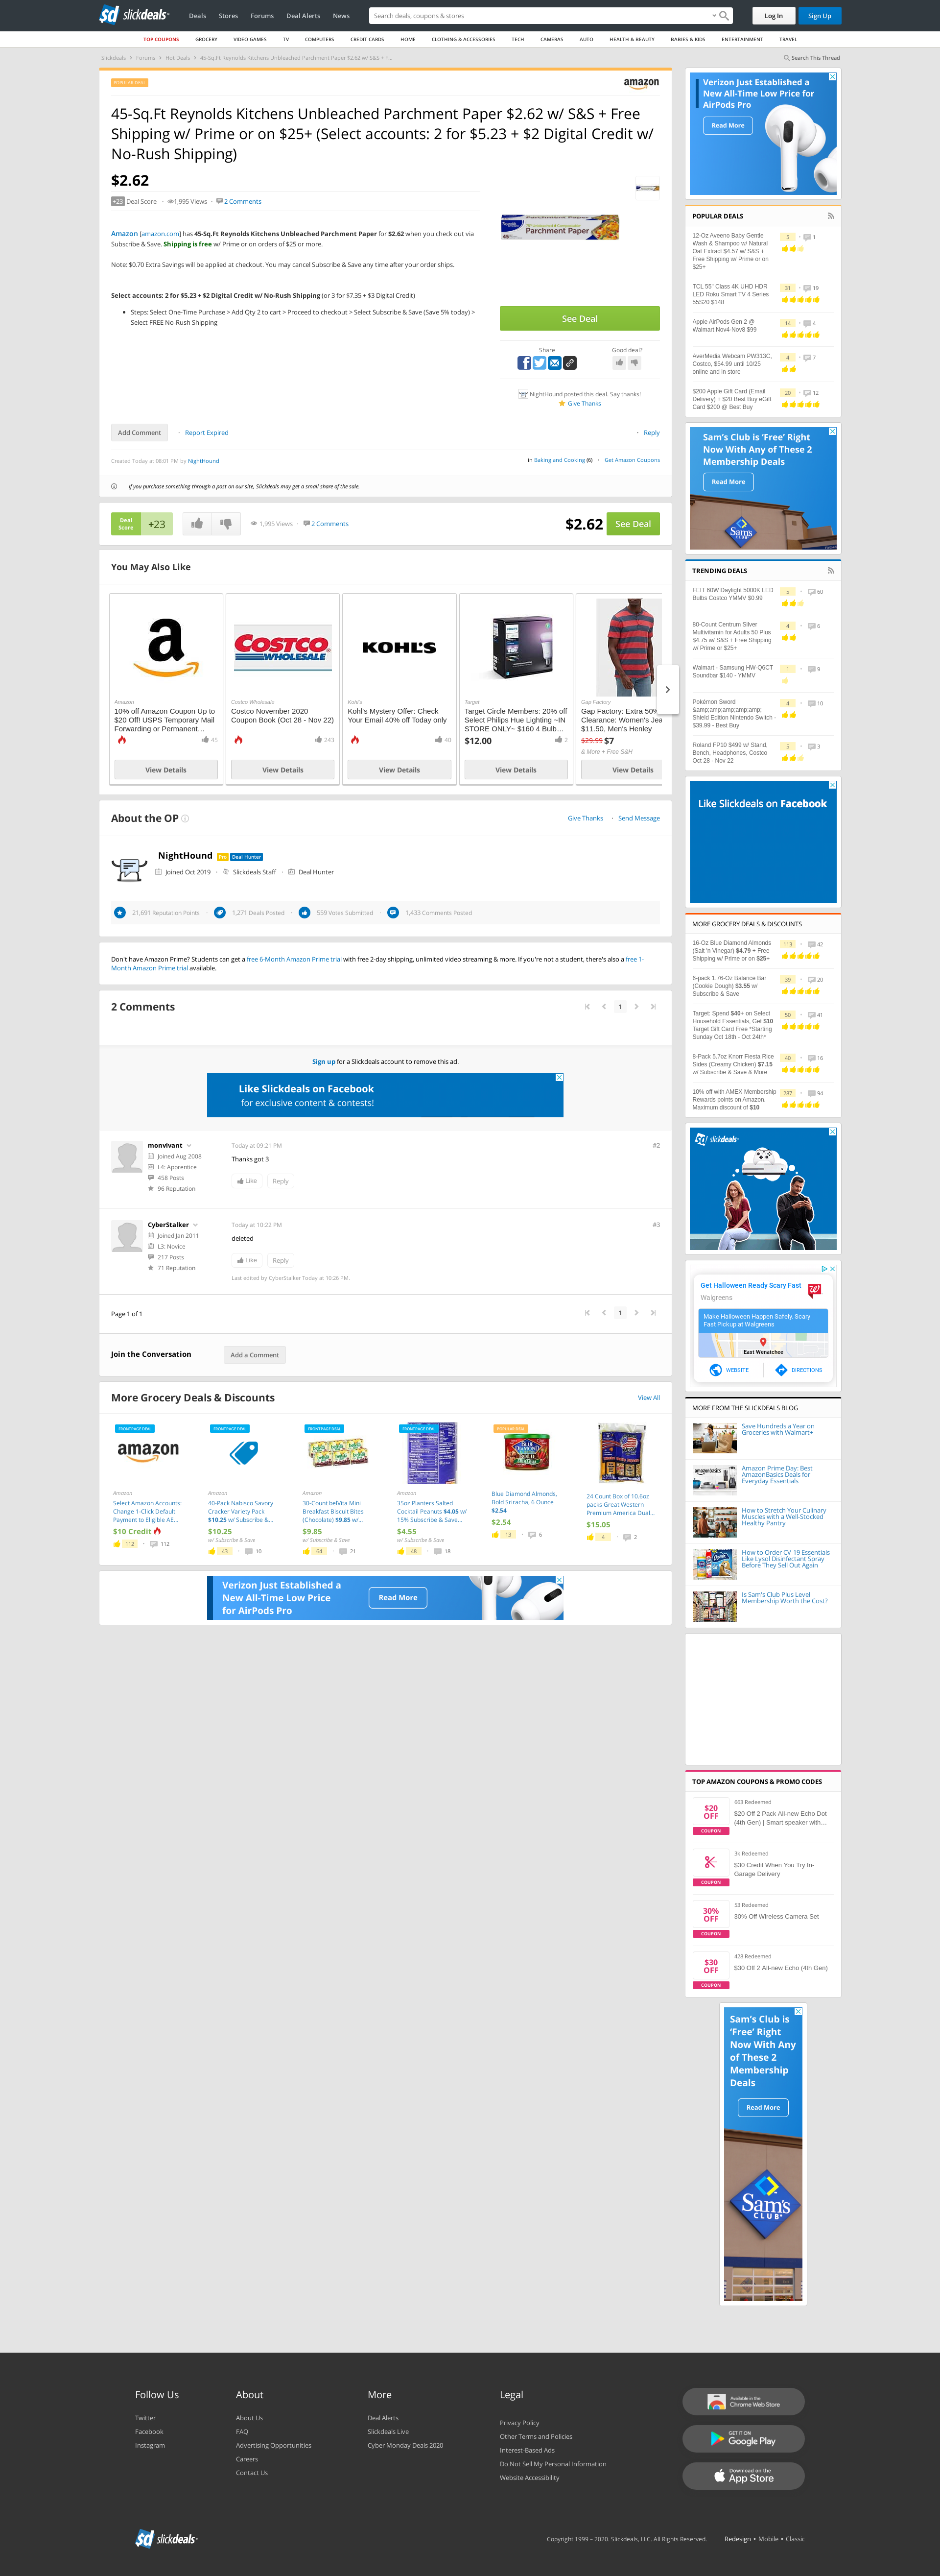 sd slickdeals
Deals Stores Forums Deal Alerts News
Search deals, coupons & stores
Log In Sign Up
TOP COUPONS GROCERY VIDEO GAMES TV COMPUTERS CREDIT CARDS HOME CLOTHING & ACCESSORIES TECH CAMERAS AUTO HEALTH & BEAUTY BABIES & KIDS ENTERTAINMENT TRAVEL
Slickdeals > Forums > Hot Deals > 45-Sq.Ft Reynolds Kitchens Unbleached Parchment Paper $2.62 w/ S&S + F...
Search This Thread
POPULAR DEAL
amazon
45-Sq.Ft Reynolds Kitchens Unbleached Parchment Paper $2.62 w/ S&S + Free
Shipping w/ Prime or on $25+ (Select accounts: 2 for $5.23 + $2 Digital Credit w/
No-Rush Shipping)
$2.62
+23 Deal Score 1,995 Views 2 Comments
Amazon [amazon.com] has 45-Sq.Ft Reynolds Kitchens Unbleached Parchment Paper for $2.62 when you check out via
Subscribe & Save. Shipping is free w/ Prime or on orders of $25 or more.
Note: $0.70 Extra Savings will be applied at checkout. You may cancel Subscribe & Save any time after your order ships.
Select accounts: 2 for $5.23 + $2 Digital Credit w/ No-Rush Shipping (or 3 for $7.35 + $3 Digital Credit)
Steps: Select One-Time Purchase > Add Qty 2 to cart > Proceed to checkout > Select Subscribe & Save (Save 5% today) >
Select FREE No-Rush Shipping
Parchment Paper
45
See Deal
Share Good deal?
NightHound posted this deal. Say thanks!
Give Thanks
Add Comment
Report Expired
Reply
Created Today at 08:01 PM by NightHound
in Baking and Cooking (6) Get Amazon Coupons
If you purchase something through a post on our site, Slickdeals may get a small share of the sale.
Deal
Score
+23
1,995 Views 2 Comments
$2.62 See Deal
You May Also Like
COSTCO
WHOLESALE
KOHL'S
Amazon
10% off Amazon Coupon Up to
$20 Off! USPS Temporary Mail
Forwarding or Permanent...
45
View Details
Costco Wholesale
Costco November 2020
Coupon Book (Oct 28 - Nov 22)
243
View Details
Kohl's
Kohl's Mystery Offer: Check
Your Email 40% off Today only
40
View Details
Target
Target Circle Members: 20% off
Select Philips Hue Lighting ~IN
STORE ONLY~ $160 4 Bulb...
$12.00
2
View Details
Gap Factory
Gap Factory: Extra 50%
Clearance: Women's Jea
$11.50, Men's Henley
$29.99 $7
& More + Free S&H
View Details
About the OP
Give Thanks Send Message
NightHound Pro Deal Hunter
Joined Oct 2019 Slickdeals Staff Deal Hunter
21,691 Reputation Points 1,271 Deals Posted 559 Votes Submitted 1,433 Comments Posted
Don't have Amazon Prime? Students can get a free 6-Month Amazon Prime trial with free 2-day shipping, unlimited video streaming & more. If you're not a student, there's also a free 1-
Month Amazon Prime trial available.
2 Comments
1
Sign up for a Slickdeals account to remove this ad.
Like Slickdeals on Facebook
for exclusive content & contests!
monvivant
Joined Aug 2008
L4: Apprentice
458 Posts
96 Reputation
Today at 09:21 PM
#2
Thanks got 3
Like Reply
CyberStalker
Joined Jan 2011
L3: Novice
217 Posts
71 Reputation
Today at 10:22 PM
#3
deleted
Like Reply
Last edited by CyberStalker Today at 10:26 PM.
Page 1 of 1
1
Join the Conversation
Add a Comment
More Grocery Deals & Discounts
View All
FRONTPAGE DEAL
amazon
Amazon
Select Amazon Accounts:
Change 1-Click Default
Payment to Eligible AE...
$10 Credit
112 112
FRONTPAGE DEAL
Amazon
40-Pack Nabisco Savory
Cracker Variety Pack
$10.25 w/ Subscribe &...
$10.25
w/ Subscribe & Save
43 10
FRONTPAGE DEAL
Amazon
30-Count belVita Mini
Breakfast Biscuit Bites
(Chocolate) $9.85 w/...
$9.85
w/ Subscribe & Save
64 21
FRONTPAGE DEAL
Amazon
35oz Planters Salted
Cocktail Peanuts $4.05 w/
15% Subscribe & Save...
$4.55
w/ Subscribe & Save
48 18
POPULAR DEAL
BLUE DIAMOND
Blue Diamond Almonds,
Bold Sriracha, 6 Ounce
$2.54
$2.54
13 6
24 Count Box of 10.6oz
packs Great Western
Premium America Dual...
$15.05
4 2
Verizon Just Established a
New All-Time Low Price
for AirPods Pro
Read More
Verizon Just Established a
New All-Time Low Price for
AirPods Pro
Read More
POPULAR DEALS
12-Oz Aveeno Baby Gentle
Wash & Shampoo w/ Natural
Oat Extract $4.57 w/ S&S +
Free Shipping w/ Prime or on
$25+
5 1
TCL 55" Class 4K UHD HDR
LED Roku Smart TV 4 Series
55S20 $148
31 19
Apple AirPods Gen 2 @
Walmart Nov4-Nov8 $99
14 4
AverMedia Webcam PW313C,
Costco, $54.99 until 10/25
online and in store
4 7
$200 Apple Gift Card (Email
Delivery) + $20 Best Buy eGift
Card $200 @ Best Buy
20 12
Sam's Club is 'Free' Right
Now With Any of These 2
Membership Deals
Read More
Sam's
CLUB
TRENDING DEALS
FEIT 60W Daylight 5000K LED
Bulbs Costco YMMV $0.99
5 60
80-Count Centrum Silver
Multivitamin for Adults 50 Plus
$4.75 w/ S&S + Free Shipping
w/ Prime or $25+
4 6
Walmart - Samsung HW-Q6CT
Soundbar $140 - YMMV
1 9
Pokémon Sword
&amp;amp;amp;amp;amp;
Shield Edition Nintendo Switch -
$39.99 - Best Buy
4 10
Roland FP10 $499 w/ Stand,
Bench, Headphones, Costco
Oct 28 - Nov 22
5 3
Like Slickdeals on Facebook
MORE GROCERY DEALS & DISCOUNTS
16-Oz Blue Diamond Almonds
(Salt 'n Vinegar) $4.79 + Free
Shipping w/ Prime or on $25+
113 42
6-pack 1.76-Oz Balance Bar
(Cookie Dough) $3.55 w/
Subscribe & Save
39 20
Target: Spend $40+ on Select
Household Essentials, Get $10
Target Gift Card Free *Starting
Sunday Oct 18th - Oct 24th*
50 41
8-Pack 5.7oz Knorr Fiesta Rice
Sides (Creamy Chicken) $7.15
w/ Subscribe & Save & More
40 16
10% off with AMEX Membership
Rewards points on Amazon.
Maximum discount of $10
287 94
sd slickdeals
Get Halloween Ready Scary Fast
Walgreens
Make Halloween Happen Safely. Scary
Fast Pickup at Walgreens
East Wenatchee
WEBSITE DIRECTIONS
MORE FROM THE SLICKDEALS BLOG
Save Hundreds a Year on
Groceries with Walmart+
amazonbasics
Amazon Prime Day: Best
AmazonBasics Deals for
Everyday Essentials
How to Stretch Your Culinary
Muscles with a Well-Stocked
Healthy Pantry
How to Order CV-19 Essentials
Like Lysol Disinfectant Spray
Before They Sell Out Again
Is Sam's Club Plus Level
Membership Worth the Cost?
TOP AMAZON COUPONS & PROMO CODES
$20
OFF
COUPON
663 Redeemed
$20 Off 2 Pack All-new Echo Dot
(4th Gen) | Smart speaker with...
COUPON
3k Redeemed
$30 Credit When You Try In-
Garage Delivery
30%
OFF
COUPON
53 Redeemed
30% Off Wireless Camera Set
$30
OFF
COUPON
428 Redeemed
$30 Off 2 All-new Echo (4th Gen)
Sam's Club is
'Free' Right
Now With Any
of These 2
Membership
Deals
Read More
Sam's
CLUB
Follow Us
Twitter
Facebook
Instagram
About
About Us
FAQ
Advertising Opportunities
Careers
Contact Us
More
Deal Alerts
Slickdeals Live
Cyber Monday Deals 2020
Legal
Privacy Policy
Other Terms and Policies
Interest-Based Ads
Do Not Sell My Personal Information
Website Accessibility
Available in the
Chrome Web Store
GET IT ON
Google Play
Download on the
App Store
sd slickdeals
Copyright 1999 – 2020. Slickdeals, LLC. All Rights Reserved. Redesign • Mobile • Classic